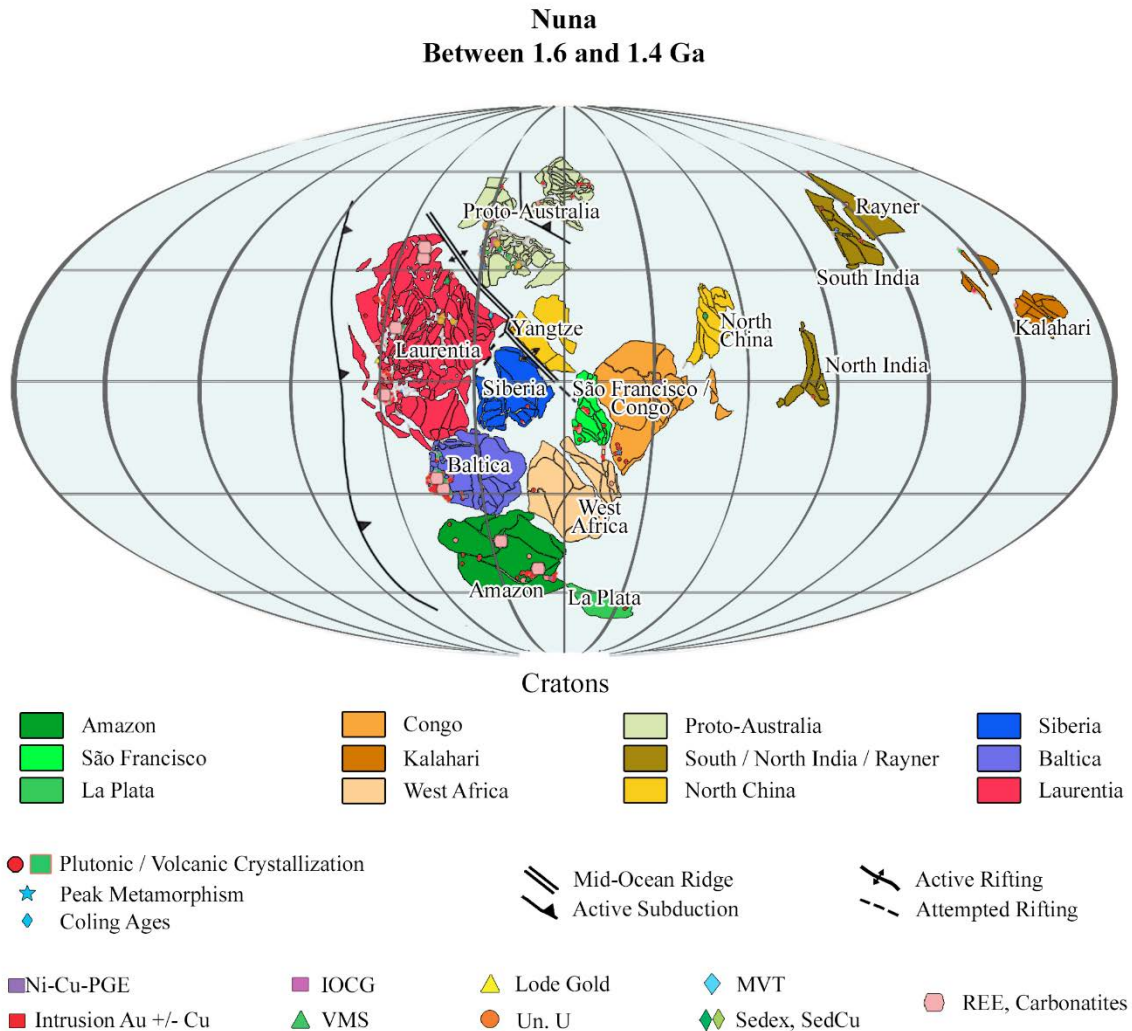 Nuna
Between 1.6 and 1.4 Ga
Proto-Australia
Rayner
South India
Kalahari
North
China
Yangtze
Laurentia
North India
Siberia
São Francisco /
Congo
Baltica
West
Africa
Amazon
La Plata
Cratons
Amazon
Congo
Proto-Australia
Siberia
São Francisco
Kalahari
South / North India / Rayner
Baltica
La Plata
West Africa
North China
Laurentia
Plutonic / Volcanic Crystallization
Peak Metamorphism
Coling Ages
Mid-Ocean Ridge
Active Subduction
Active Rifting
Attempted Rifting
Ni-Cu-PGE
IOCG
Lode Gold
MVT
REE, Carbonatites
Intrusion Au +/- Cu
VMS
Un. U
Sedex, SedCu